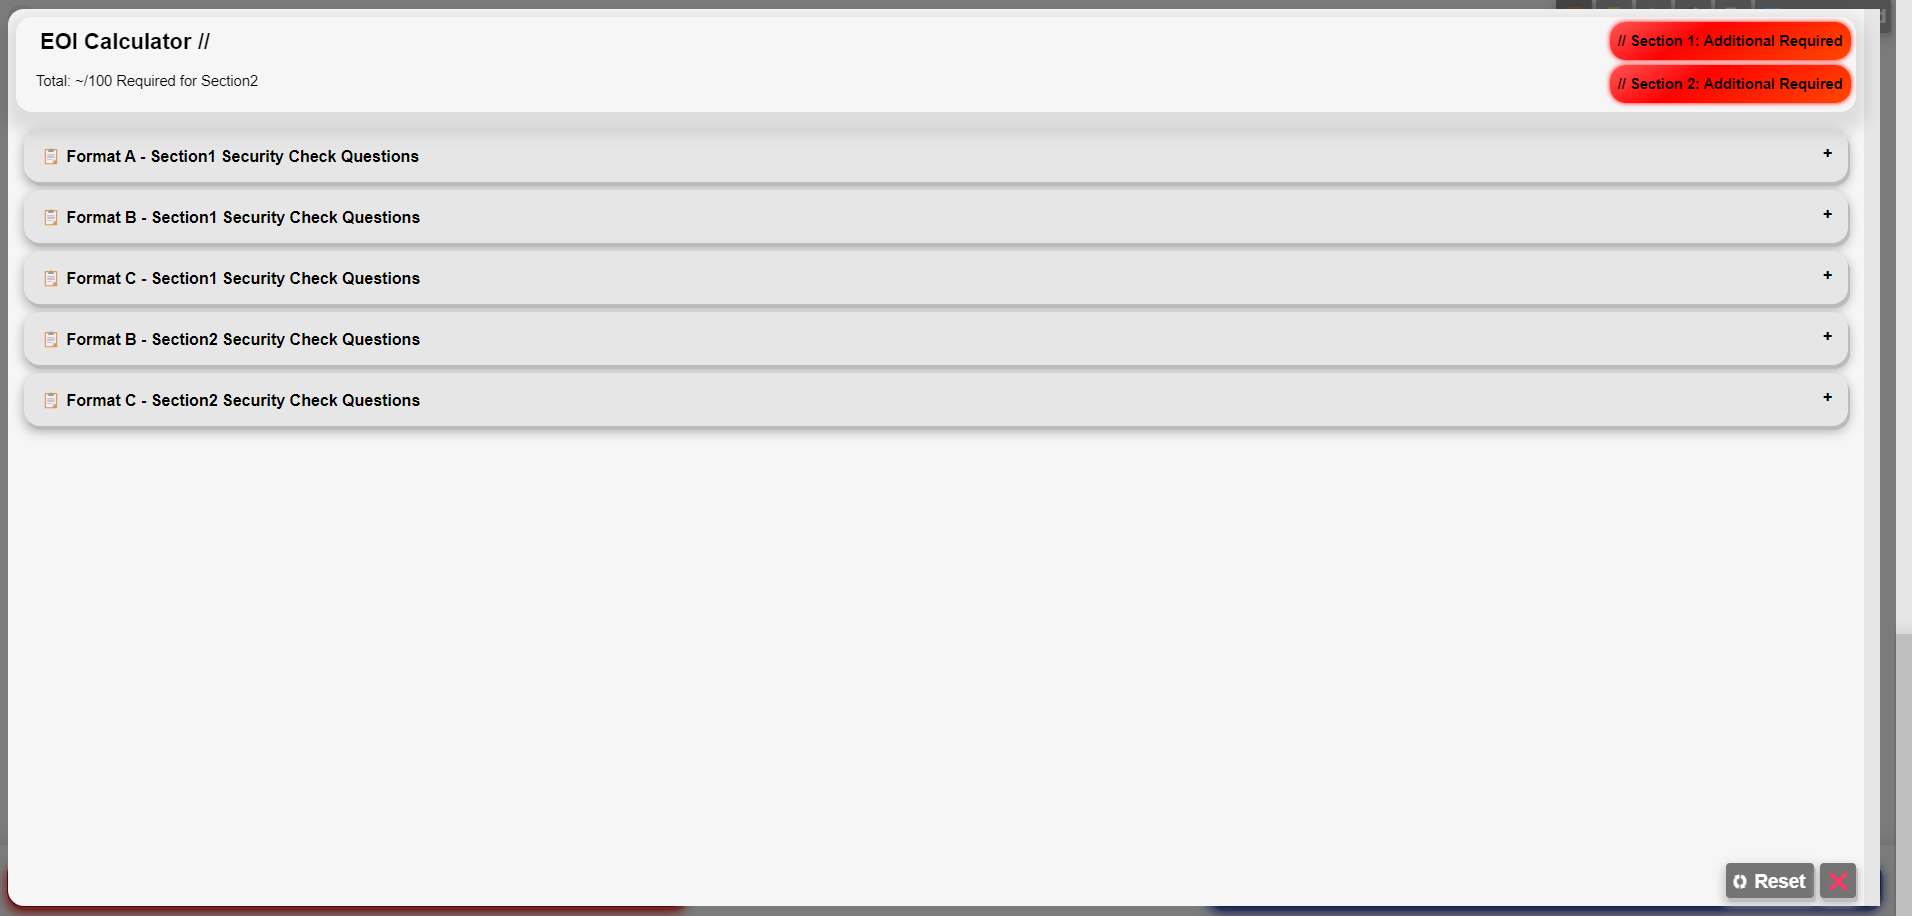 EOI Calculator //
// Section 1: Additional Required
Total: ~/100 Required for Section2
// Section 2: Additional Required
Format A - Section1 Security Check Questions
+
Format B - Section1 Security Check Questions
+
Format C - Section1 Security Check Questions
+
Format B - Section2 Security Check Questions
+
Format C - Section2 Security Check Questions
+
Reset